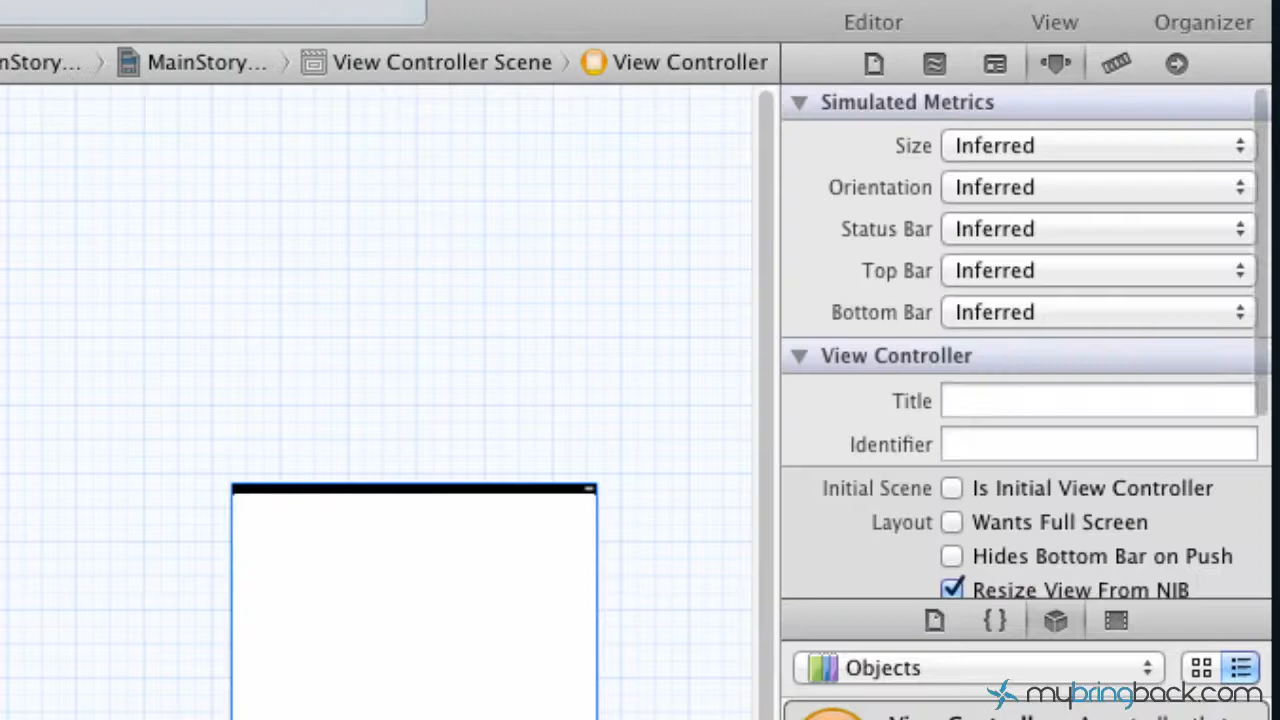 Editor View Organizer
nStory... MainStory... View Controller Scene View Controller
Simulated Metrics
Size Inferred
Orientation Inferred
Status Bar Inferred
Top Bar Inferred
Bottom Bar Inferred
View Controller
Title
Identifier
Initial Scene Is Initial View Controller
Layout Wants Full Screen
Hides Bottom Bar on Push
Resize View From NIB
{ }
Objects
mybringback.com
View Controller